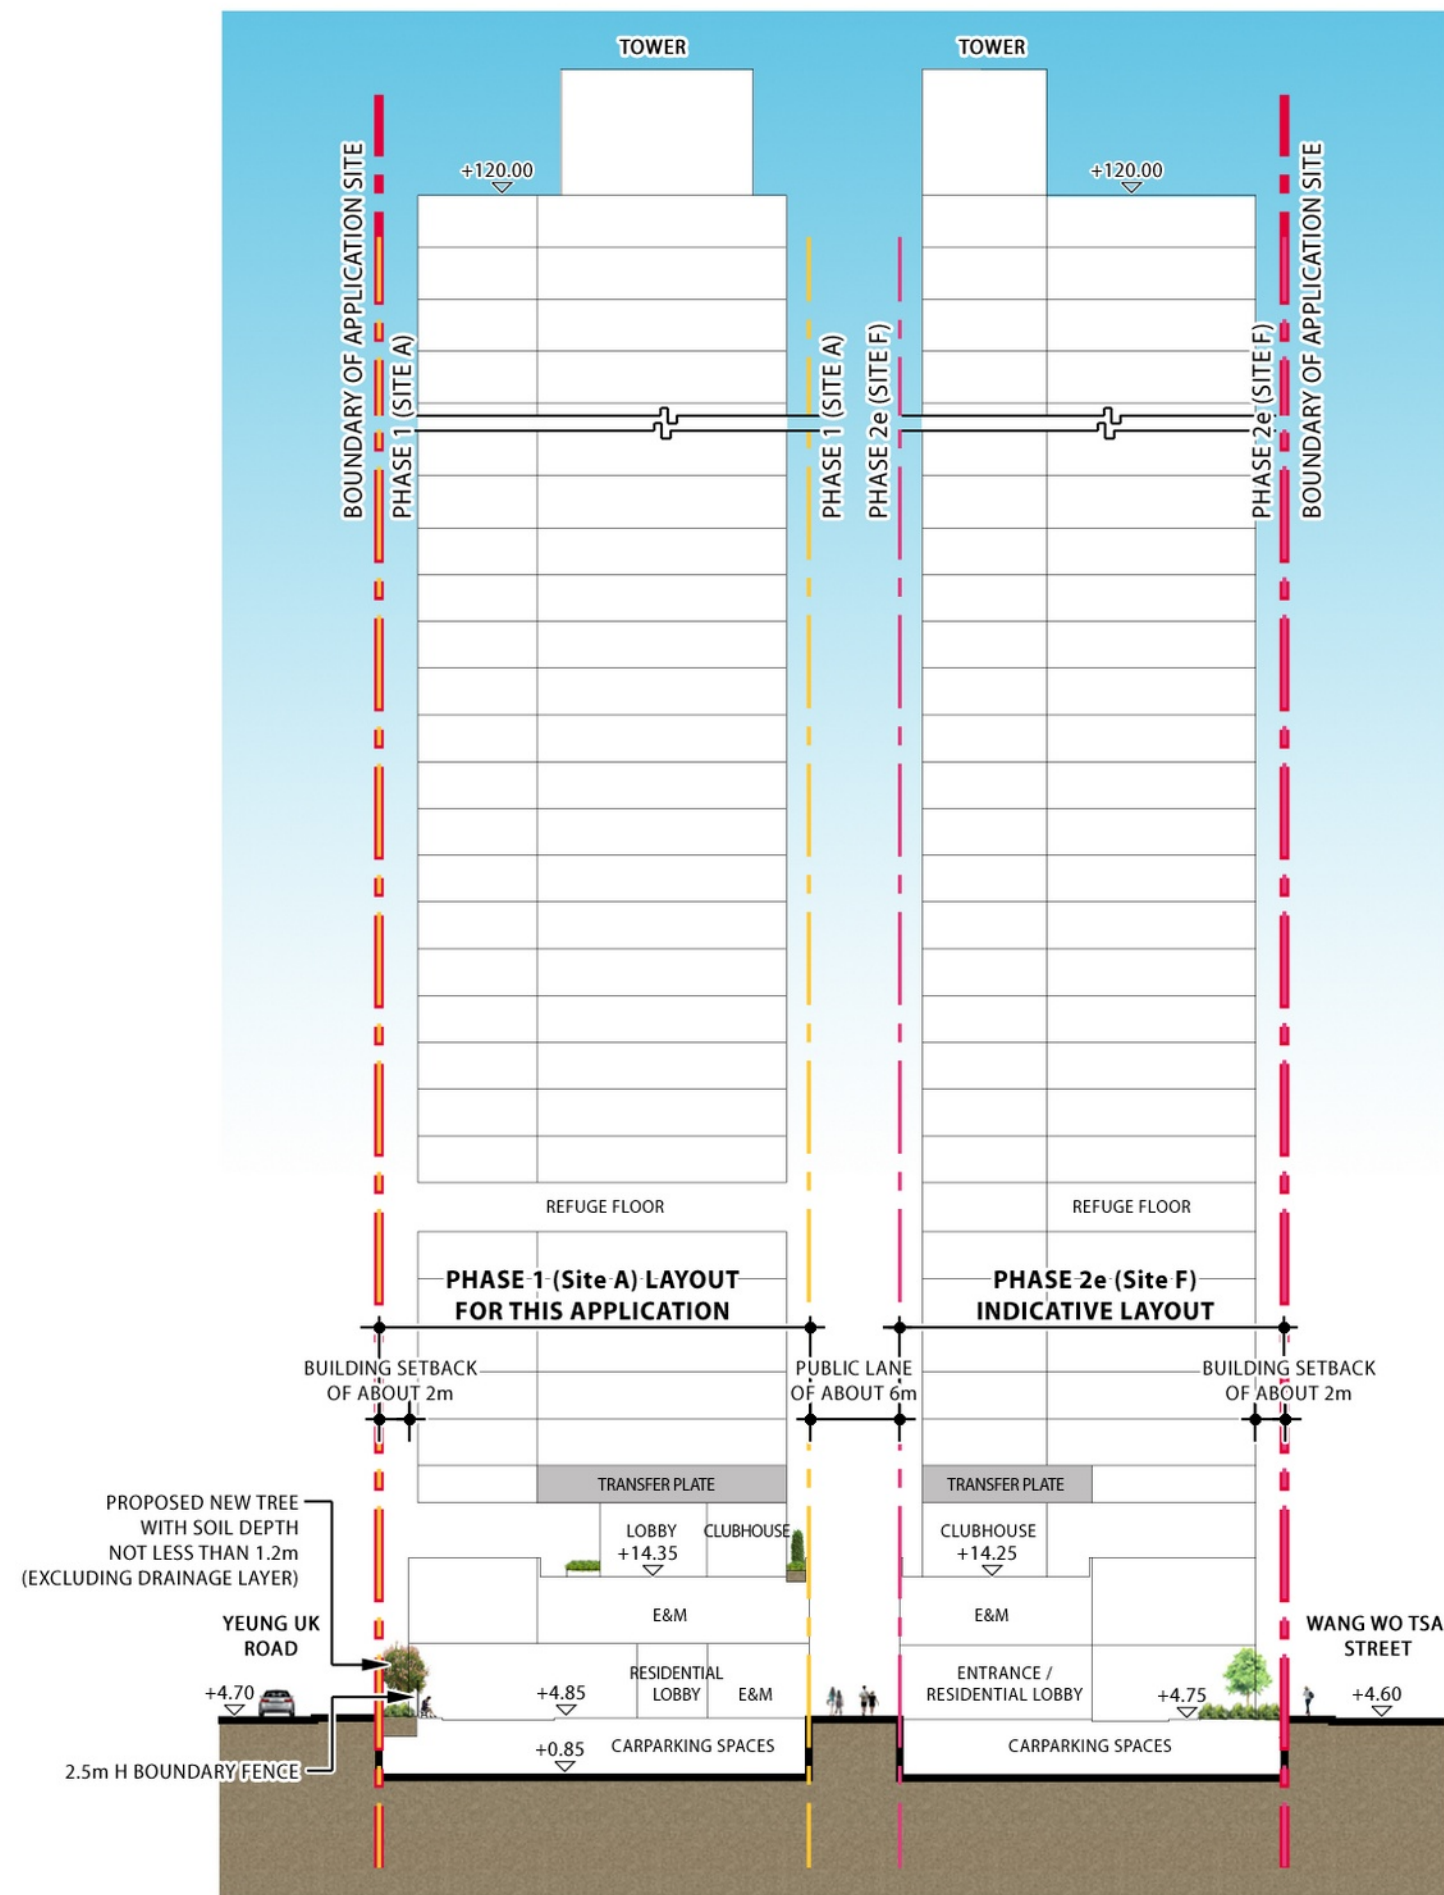 TOWER
TOWER
+120.00
+120.00
BOUNDARY OF APPLICATION SITE
PHASE 1 (SITE A)
PHASE 1 (SITE A)
PHASE 2e (SITE F)
PHASE 2e (SITE F)
BOUNDARY OF APPLICATION SITE
REFUGE FLOOR
REFUGE FLOOR
PHASE 1 (Site A) LAYOUT
FOR THIS APPLICATION
PHASE 2e (Site F)
INDICATIVE LAYOUT
BUILDING SETBACK
OF ABOUT 2m
PUBLIC LANE
OF ABOUT 6m
BUILDING SETBACK
OF ABOUT 2m
TRANSFER PLATE
TRANSFER PLATE
PROPOSED NEW TREE
WITH SOIL DEPTH
NOT LESS THAN 1.2m
(EXCLUDING DRAINAGE LAYER)
LOBBY
+14.35
CLUBHOUSE
CLUBHOUSE
+14.25
E&M
E&M
YEUNG UK
ROAD
WANG WO TSA
STREET
RESIDENTIAL
LOBBY
E&M
ENTRANCE /
RESIDENTIAL LOBBY
+4.70
+4.85
+4.75
+4.60
+0.85
CARPARKING SPACES
CARPARKING SPACES
2.5m H BOUNDARY FENCE